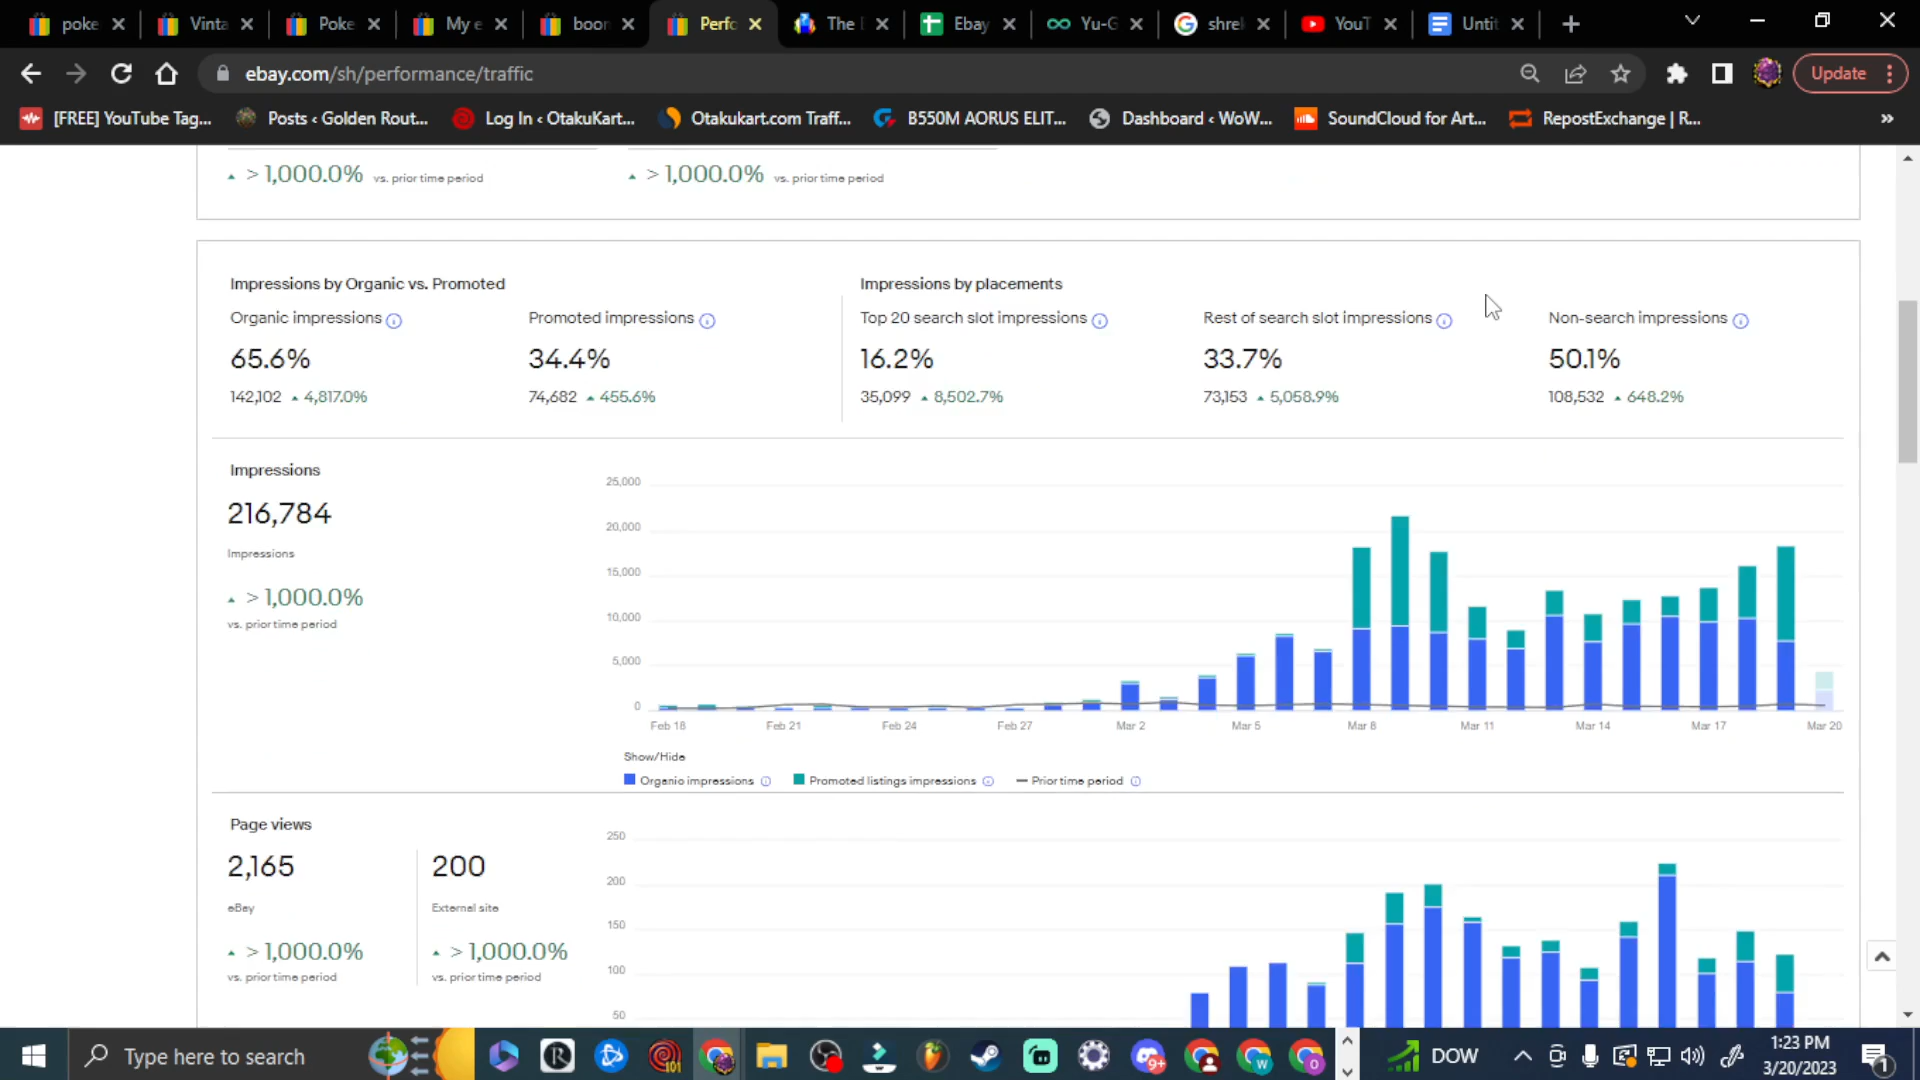 poke
Vinta
Poke
My e
boon
Perfo
The
Ebay
Yu-G
shrel
YouT
Untit
ebay.com/sh/performance/traffic
Update
[FREE] YouTube Tag...
Posts ‹ Golden Rout...
Log In ‹ OtakuKart...
Otakukart.com Traff...
B550M AORUS ELIT...
Dashboard ‹ WoW...
SoundCloud for Art...
RepostExchange | R...
> 1,000.0% vs. prior time period
> 1,000.0% vs. prior time period
Impressions by Organic vs. Promoted
Organic impressions
65.6%
142,102 4,817.0%
Promoted impressions
34.4%
74,682 455.6%
Impressions by placements
Top 20 search slot impressions
16.2%
35,099 8,502.7%
Rest of search slot impressions
33.7%
73,153 5,058.9%
Non-search impressions
50.1%
108,532 648.2%
Impressions
216,784
Impressions
> 1,000.0%
vs. prior time period
25,000
20,000
15,000
10,000
5,000
0
Feb 18 Feb 21 Feb 24 Feb 27 Mar 2 Mar 5 Mar 8 Mar 11 Mar 14 Mar 17 Mar 20
Show/Hide
Organic impressions Promoted listings impressions Prior time period
Page views
2,165
eBay
> 1,000.0%
vs. prior time period
200
External site
> 1,000.0%
vs. prior time period
250
200
150
100
50
Type here to search
101
9+
W
O
DOW
1:23 PM
3/20/2023
1